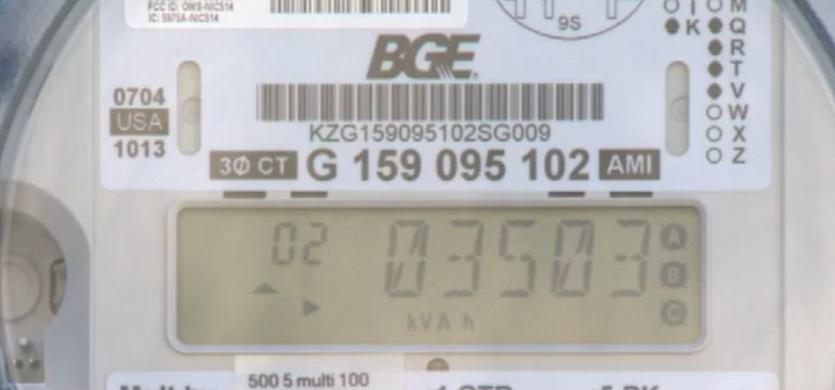 FCC ID: OWS-NIC514
IC: 5975A-NIC514
9S
I M
K Q
R
T
V
W
X
Z
BGE
0704
USA
1013
KZG159095102SG009
3Ø CT G 159 095 102 AMI
02 03503
A
B
C
kVA h
500 5 multi 100